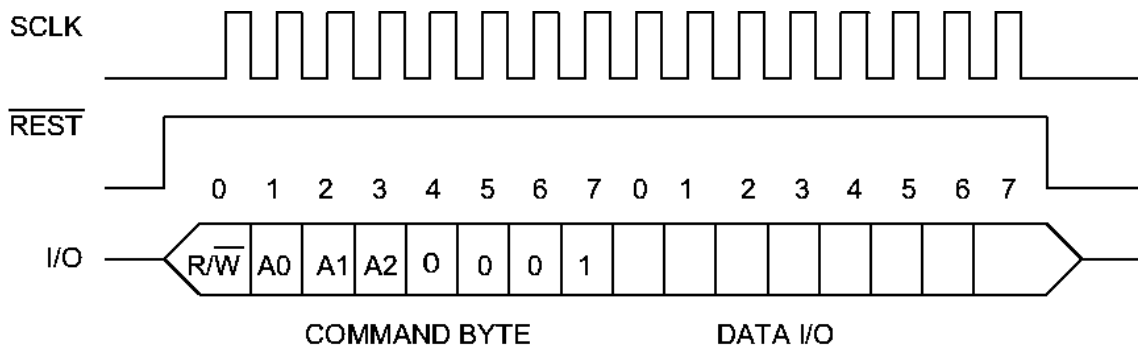 SCLK
REST
0 1 2 3 4 5 6 7 0 1 2 3 4 5 6 7
I/O R/W A0 A1 A2 0 0 0 1
COMMAND BYTE DATA I/O